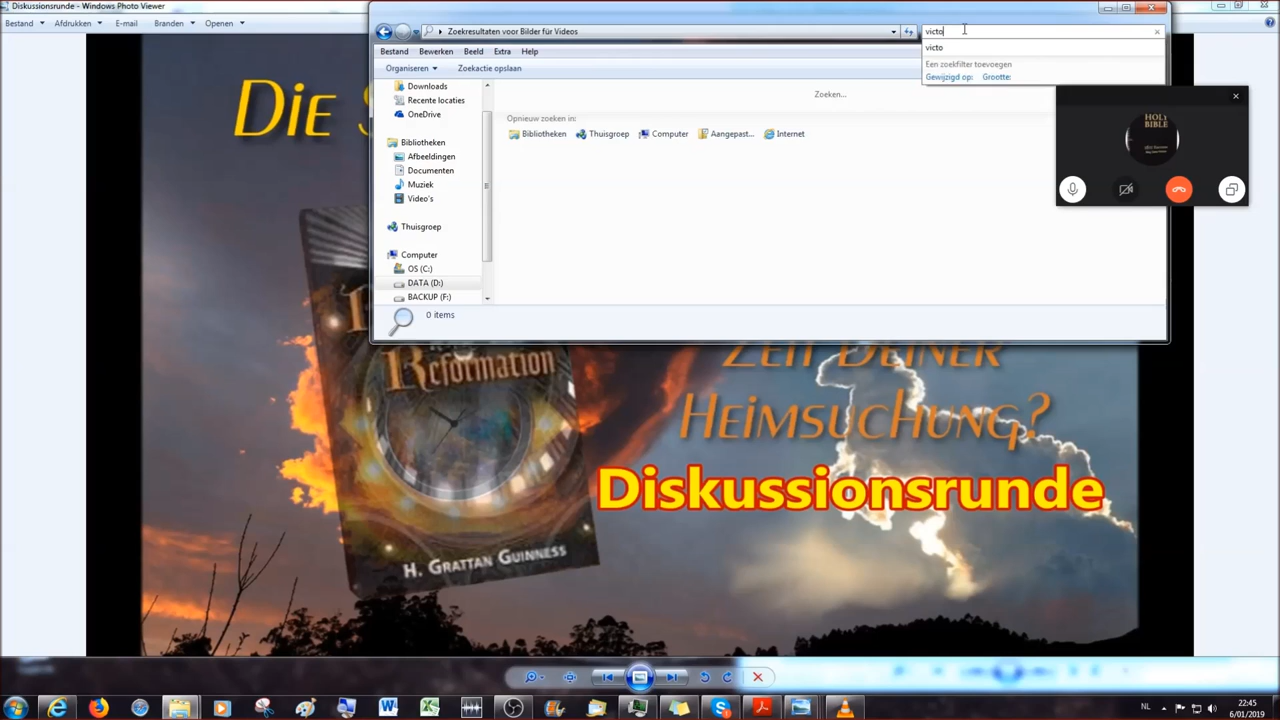 Diskussionsrunde - Windows Photo Viewer
Bestand Afdrukken E-mail Branden Openen
Zoekresultaten voor Bilder für Videos
victo
victo
Een zoekfilter toevoegen
Gewijzigd op: Grootte:
Bestand Bewerken Beeld Extra Help
Organiseren Zoekactie opslaan
Downloads
Recente locaties
OneDrive
Bibliotheken
Afbeeldingen
Documenten
Muziek
Video's
Thuisgroep
Computer
OS (C:)
DATA (D:)
BACKUP (F:)
Zoeken...
Opnieuw zoeken in:
Bibliotheken Thuisgroep Computer Aangepast... Internet
0 items
HOLY
BIBLE
Die
Reformation
H. Grattan Guinness
Zeit Deiner
Heimsuchung?
Diskussionsrunde
NL
22:45
6/01/2019